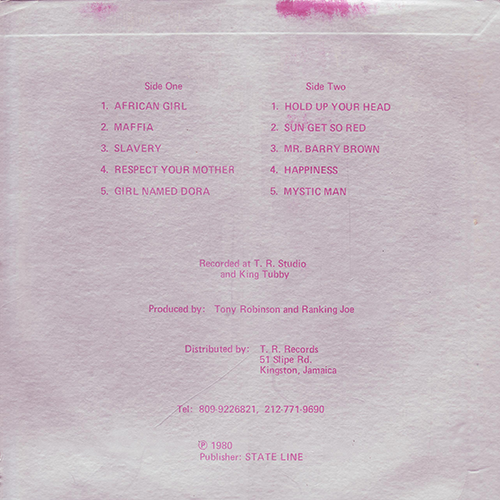 Side One
1. AFRICAN GIRL
2. MAFFIA
3. SLAVERY
4. RESPECT YOUR MOTHER
5. GIRL NAMED DORA
Side Two
1. HOLD UP YOUR HEAD
2. SUN GET SO RED
3. MR. BARRY BROWN
4. HAPPINESS
5. MYSTIC MAN
Recorded at T. R. Studio
and King Tubby
Produced by: Tony Robinson and Ranking Joe
Distributed by: T. R. Records
51 Slipe Rd.
Kingston, Jamaica
Tel: 809-9226821, 212-771-9690
℗ 1980
Publisher: STATE LINE